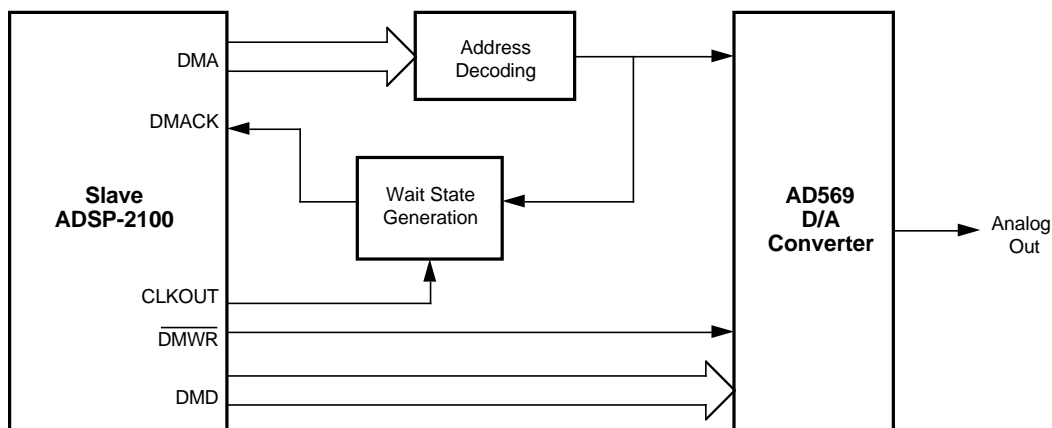 DMA
Address
Decoding
DMACK
Slave
ADSP-2100
Wait State
Generation
AD569
D/A
Converter
Analog
Out
CLKOUT
DMWR
DMD